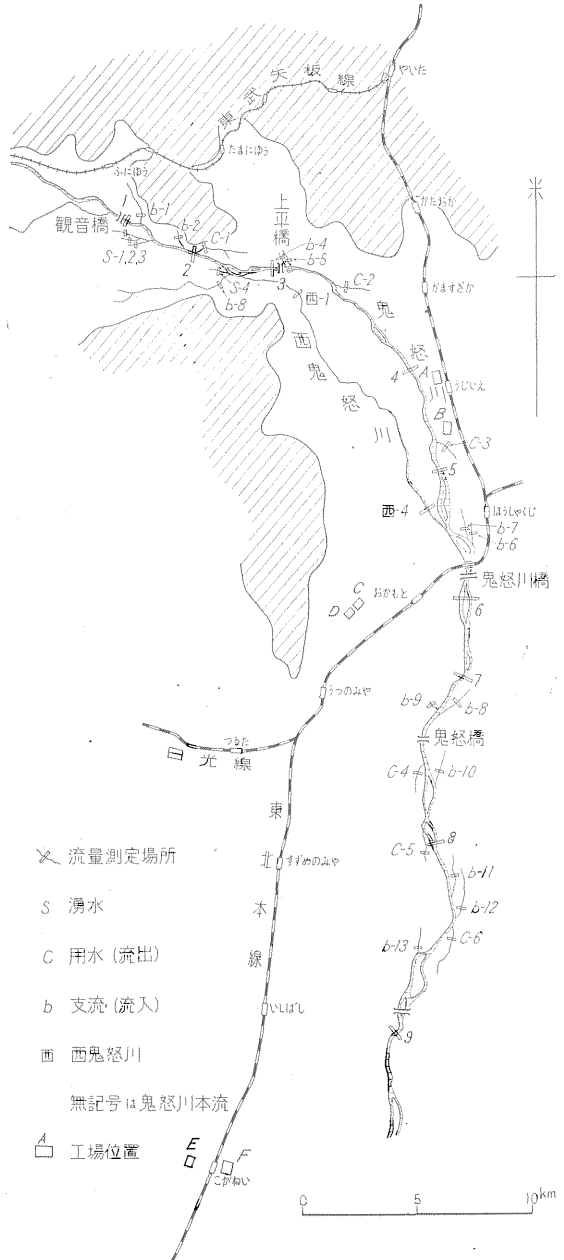 やいた
東武矢板線
たまにゆう
ふにゆう
かたおか
1
b-1
観音橋
上平橋
b-2
C-1
b-4
b-5
S-1,2,3
2
S-4
3
西-1
C-2
b-8
かますざか
鬼怒川
西鬼怒川
4
A
うじいえ
B
C-3
5
西-4
ほうしやくじ
b-7
b-6
鬼怒川橋
おかもと
C
D
6
うつのみや
7
b-9
b-8
鬼怒橋
つるた
日光線
C-4
b-10
東北本線
8
C-5
すずめのみや
b-11
b-12
C-6
b-13
いしばし
9
流量測定場所
S 湧水
C 用水(流出)
b 支流(流入)
西 西鬼怒川
無記号は鬼怒川本流
A 工場位置
E
F
こがねい
0 5 10km